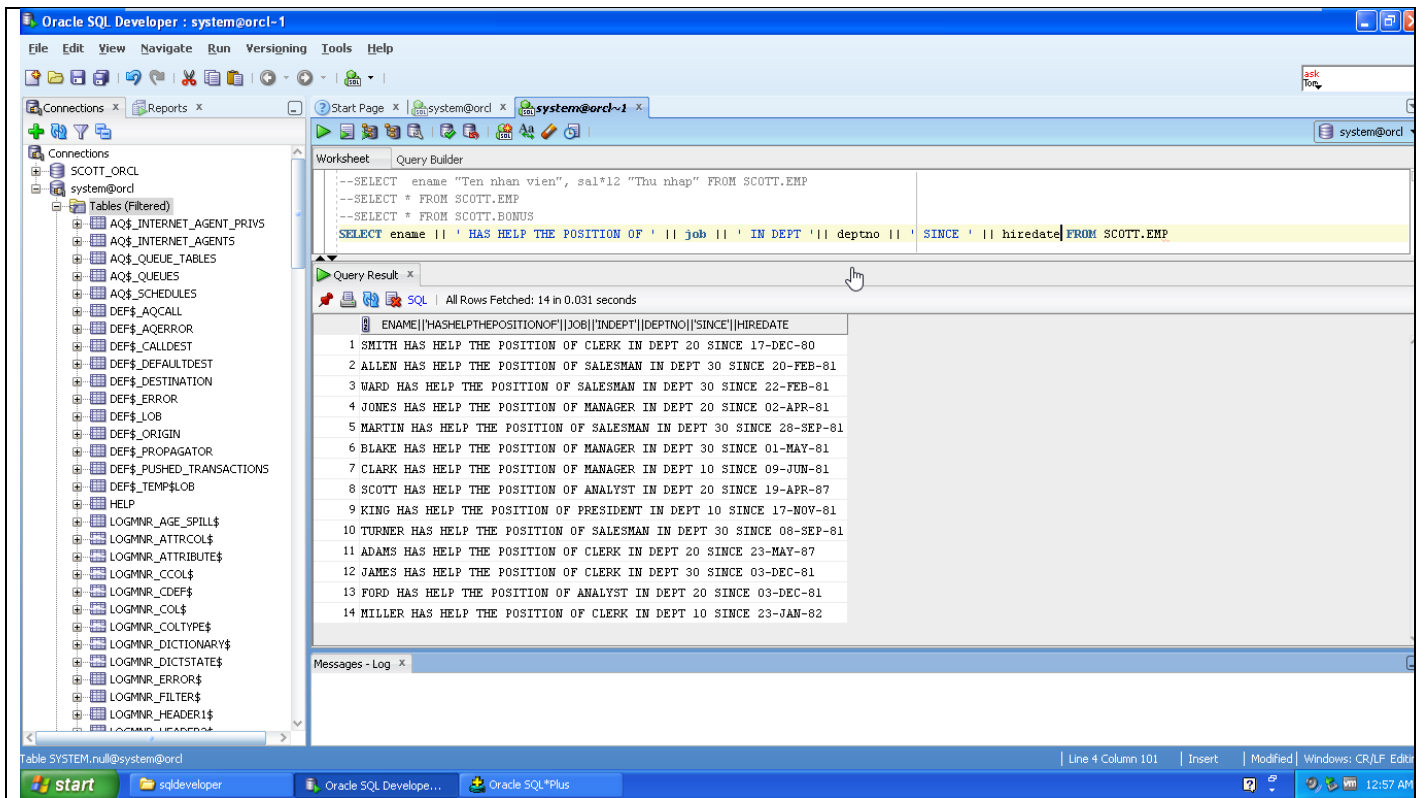 Oracle SQL Developer : system@orcl~1
File Edit View Navigate Run Versioning Tools Help
ask
Tom
Connections Reports
Start Page system@orcl system@orcl~1
system@orcl
Connections
SCOTT_ORCL
system@orcl
Tables (Filtered)
AQ$_INTERNET_AGENT_PRIVS
AQ$_INTERNET_AGENTS
AQ$_QUEUE_TABLES
AQ$_QUEUES
AQ$_SCHEDULES
DEF$_AQCALL
DEF$_AQERROR
DEF$_CALLDEST
DEF$_DEFAULTDEST
DEF$_DESTINATION
DEF$_ERROR
DEF$_LOB
DEF$_ORIGIN
DEF$_PROPAGATOR
DEF$_PUSHED_TRANSACTIONS
DEF$_TEMP$LOB
HELP
LOGMNR_AGE_SPILL$
LOGMNR_ATTRCOL$
LOGMNR_ATTRIBUTE$
LOGMNR_CCOL$
LOGMNR_CDEF$
LOGMNR_COL$
LOGMNR_COLTYPE$
LOGMNR_DICTIONARY$
LOGMNR_DICTSTATE$
LOGMNR_ERROR$
LOGMNR_FILTER$
LOGMNR_HEADER1$
LOGMNR_HEADER2$
Worksheet Query Builder
--SELECT ename "Ten nhan vien", sal*12 "Thu nhap" FROM SCOTT.EMP
--SELECT * FROM SCOTT.EMP
--SELECT * FROM SCOTT.BONUS
SELECT ename || ' HAS HELP THE POSITION OF ' || job || ' IN DEPT '|| deptno || ' SINCE ' || hiredate FROM SCOTT.EMP
Query Result
SQL | All Rows Fetched: 14 in 0.031 seconds
ENAME||'HASHELPTHEPOSITIONOF'||JOB||'INDEPT'||DEPTNO||'SINCE'||HIREDATE
1 SMITH HAS HELP THE POSITION OF CLERK IN DEPT 20 SINCE 17-DEC-80
2 ALLEN HAS HELP THE POSITION OF SALESMAN IN DEPT 30 SINCE 20-FEB-81
3 WARD HAS HELP THE POSITION OF SALESMAN IN DEPT 30 SINCE 22-FEB-81
4 JONES HAS HELP THE POSITION OF MANAGER IN DEPT 20 SINCE 02-APR-81
5 MARTIN HAS HELP THE POSITION OF SALESMAN IN DEPT 30 SINCE 28-SEP-81
6 BLAKE HAS HELP THE POSITION OF MANAGER IN DEPT 30 SINCE 01-MAY-81
7 CLARK HAS HELP THE POSITION OF MANAGER IN DEPT 10 SINCE 09-JUN-81
8 SCOTT HAS HELP THE POSITION OF ANALYST IN DEPT 20 SINCE 19-APR-87
9 KING HAS HELP THE POSITION OF PRESIDENT IN DEPT 10 SINCE 17-NOV-81
10 TURNER HAS HELP THE POSITION OF SALESMAN IN DEPT 30 SINCE 08-SEP-81
11 ADAMS HAS HELP THE POSITION OF CLERK IN DEPT 20 SINCE 23-MAY-87
12 JAMES HAS HELP THE POSITION OF CLERK IN DEPT 30 SINCE 03-DEC-81
13 FORD HAS HELP THE POSITION OF ANALYST IN DEPT 20 SINCE 03-DEC-81
14 MILLER HAS HELP THE POSITION OF CLERK IN DEPT 10 SINCE 23-JAN-82
Messages - Log
Table SYSTEM.null@system@orcl
Line 4 Column 101 | Insert | Modified | Windows: CR/LF Editin
start sqldeveloper Oracle SQL Develope... Oracle SQL*Plus 12:57 AM